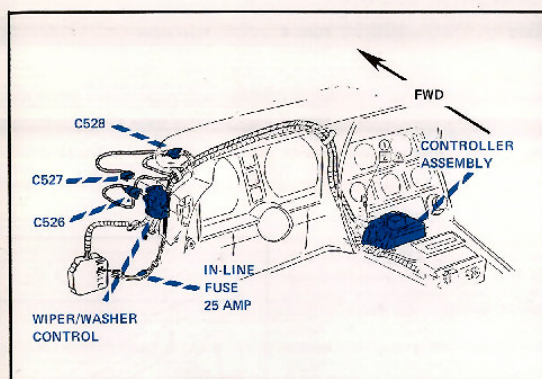 FWD
C528
CONTROLLER
ASSEMBLY
C527
C526
IN-LINE
FUSE
25 AMP
WIPER/WASHER
CONTROL